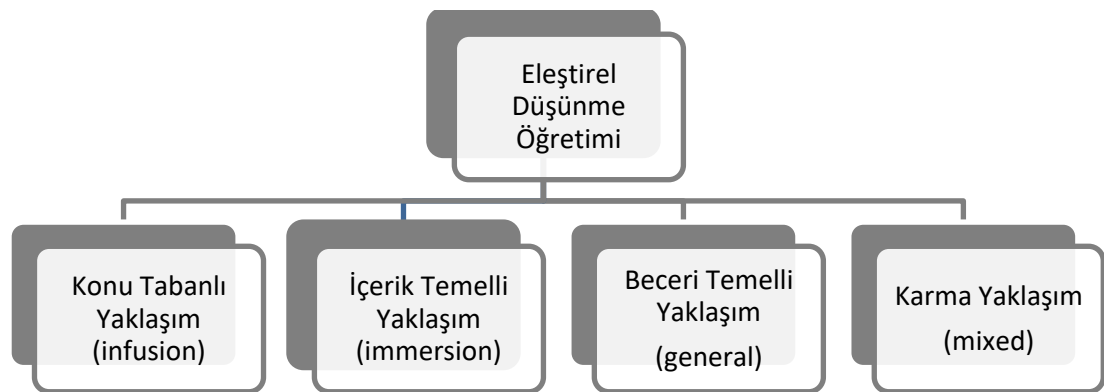 Eleştirel
Düşünme
Öğretimi
Konu Tabanlı
Yaklaşım
(infusion)
İçerik Temelli
Yaklaşım
(immersion)
Beceri Temelli
Yaklaşım
(general)
Karma Yaklaşım
(mixed)